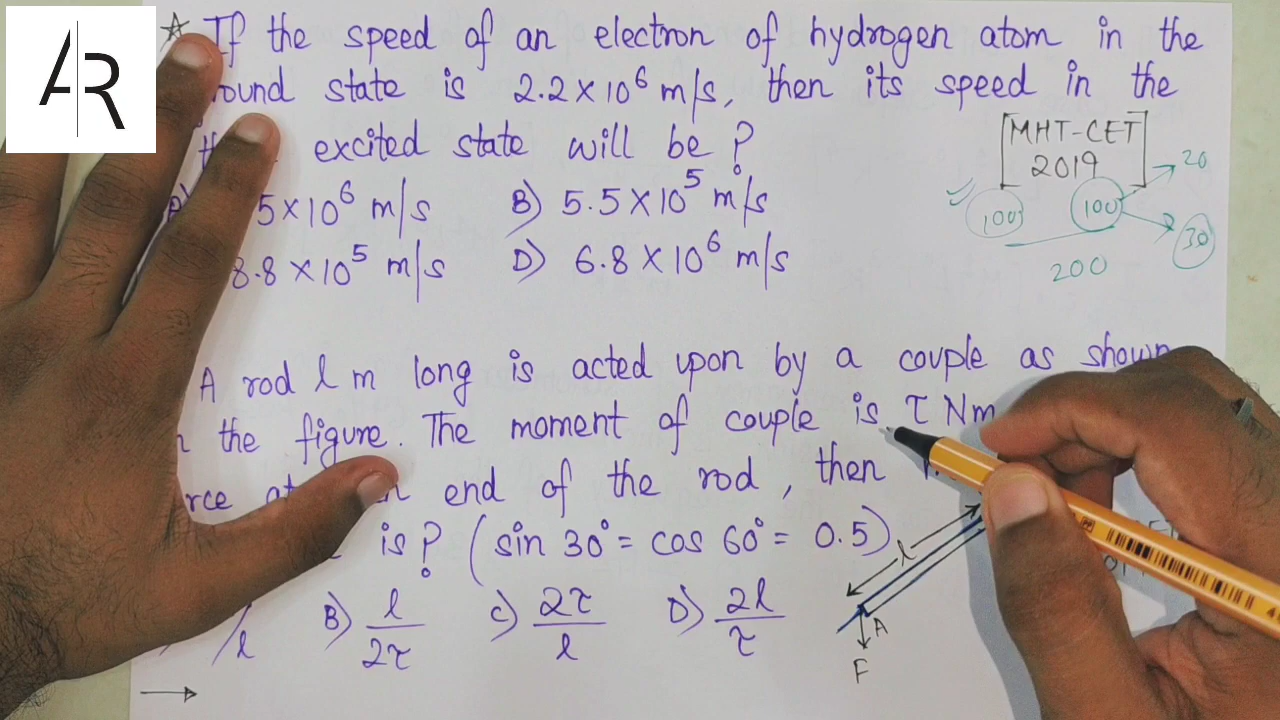 AR
If the speed of an electron of hydrogen atom in the
ound state is 2.2×10⁶ m/s, then its speed in the
excited state will be?
[MHT-CET
2019]
5×10⁶ m/s B) 5.5×10⁵ m/s
8.8×10⁵ m/s D) 6.8×10⁶ m/s
100 100 20
30
200
A rod l m long is acted upon by a couple as shown
the figure. The moment of couple is τ Nm
rce at end of the rod, then
is? (sin 30°= cos 60°= 0.5)
/l B) l/2τ C) 2τ/l D) 2l/τ
l
A
F